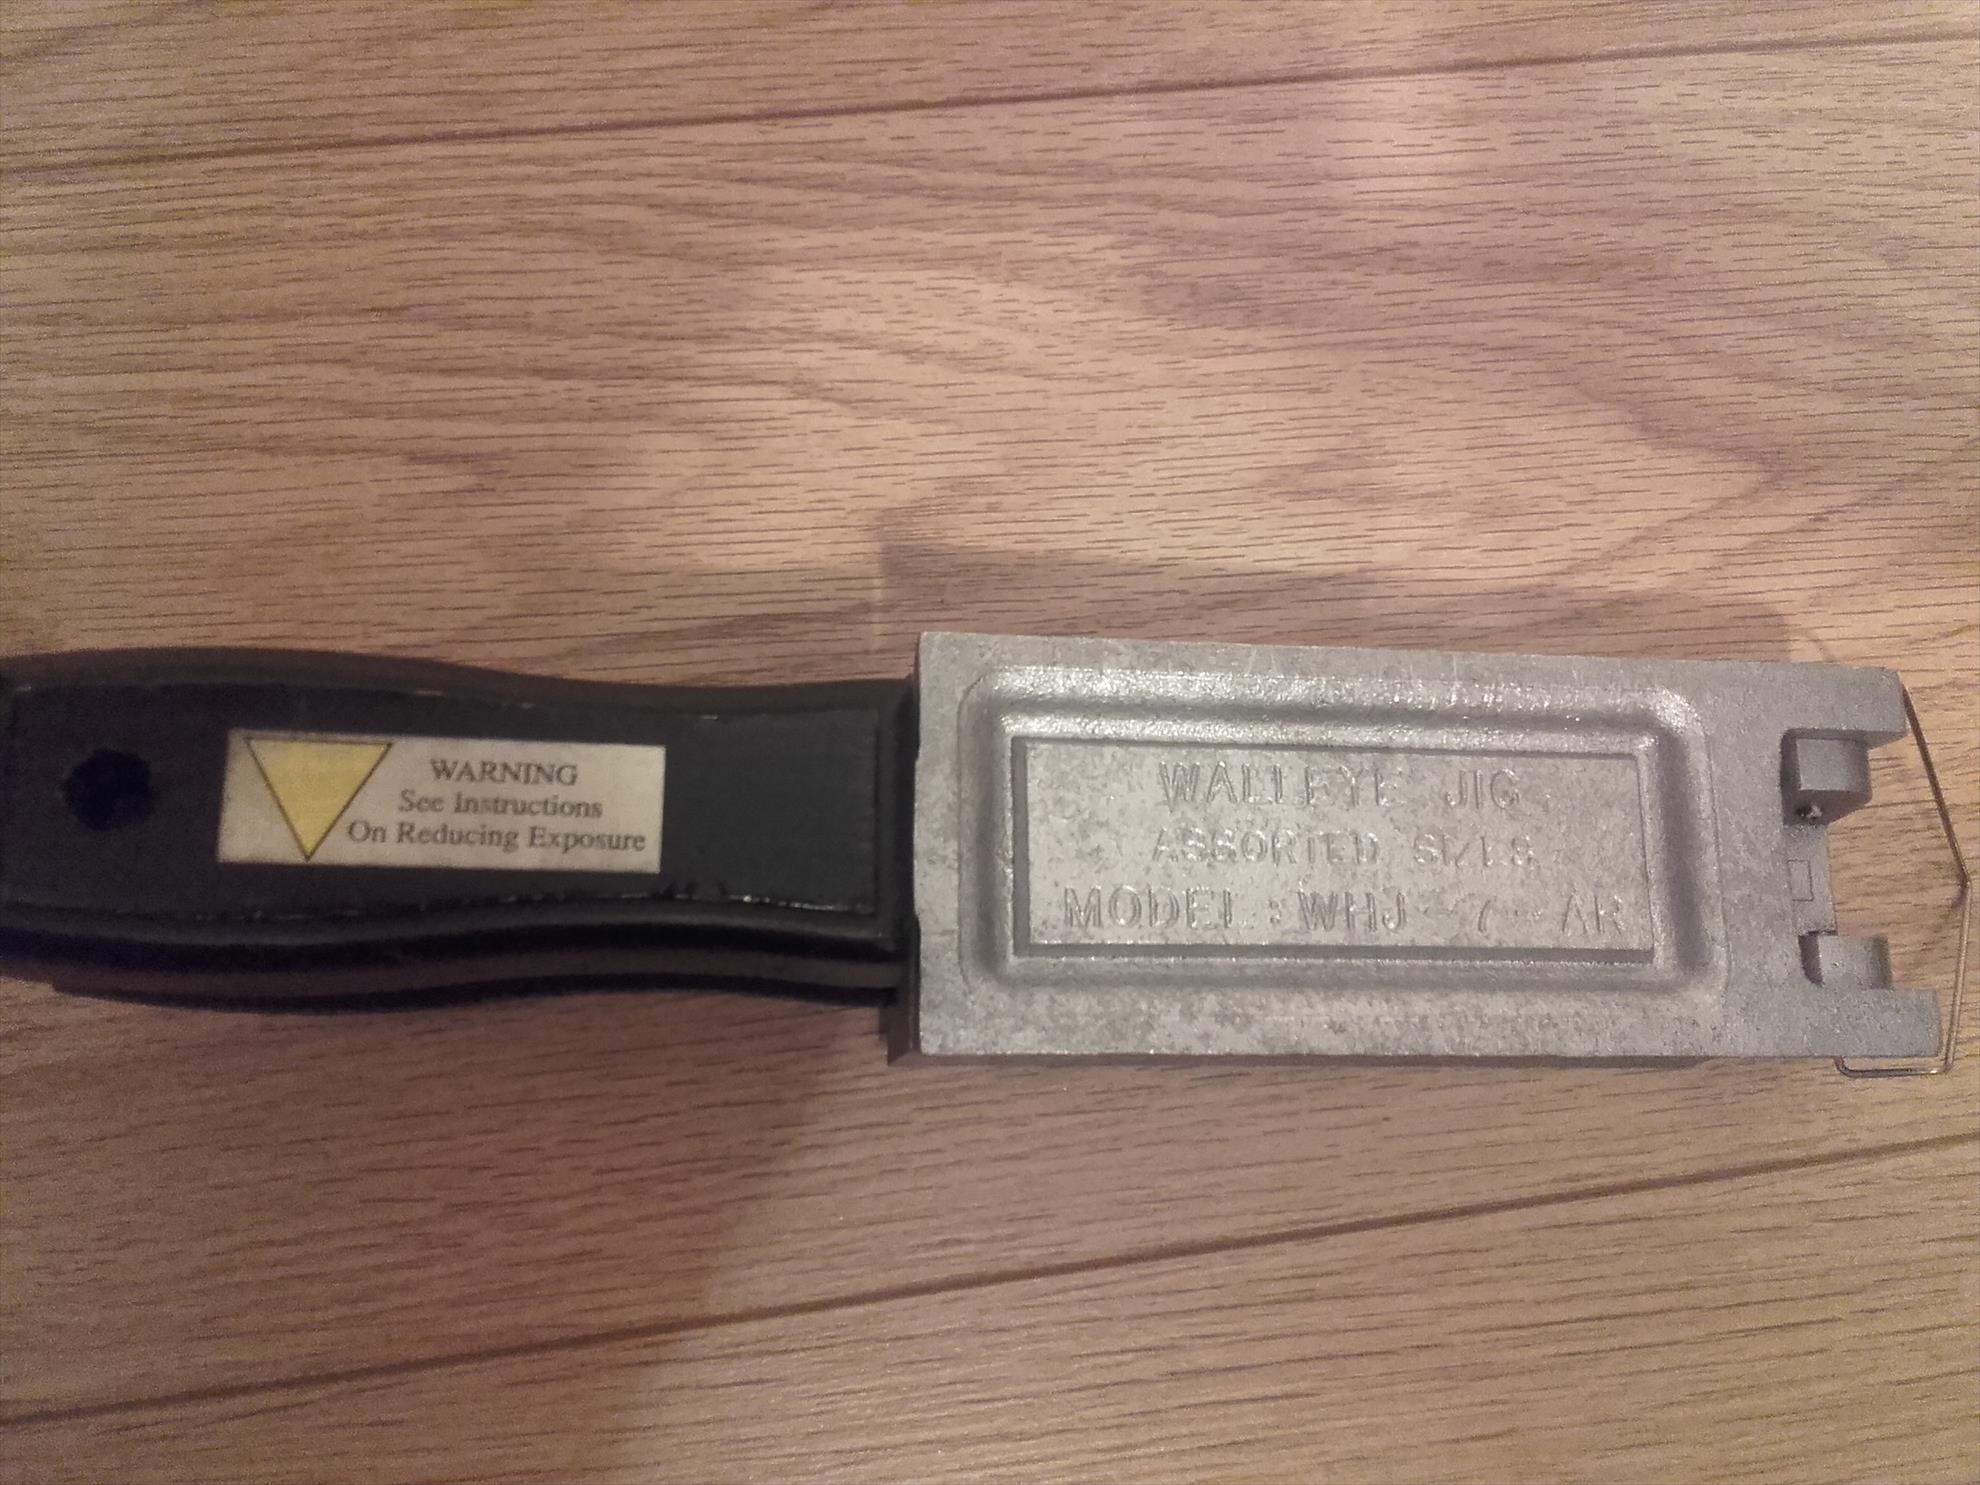 WARNING
See Instructions
On Reducing Exposure
WALLEYE JIG
ASSORTED SIZES
MODEL: WHJ - 7 - AR